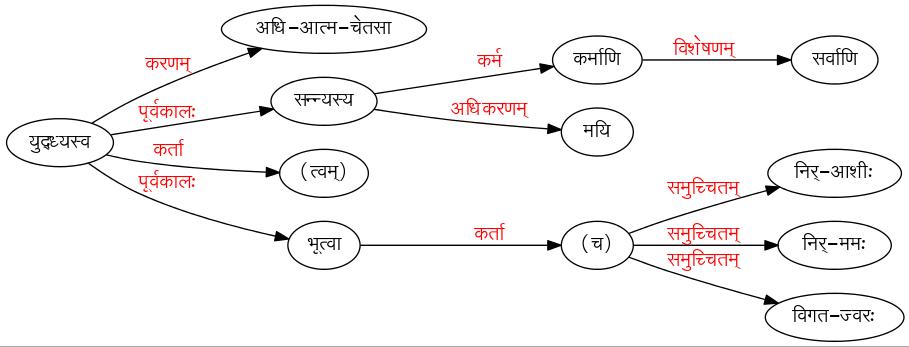 अधि-आत्म-चेतसा
करणम्
विशेषणम्
कर्म
कर्माणि
सर्वाणि
सन्न्यस्य
पूर्वकालः
अधिकरणम्
मयि
युद्ध्यस्व
कर्ता
(त्वम्)
निर्-आशीः
पूर्वकालः
समुच्चितम्
कर्ता
समुच्चितम्
भूत्वा
(च)
निर्-ममः
समुच्चितम्
विगत-ज्वरः